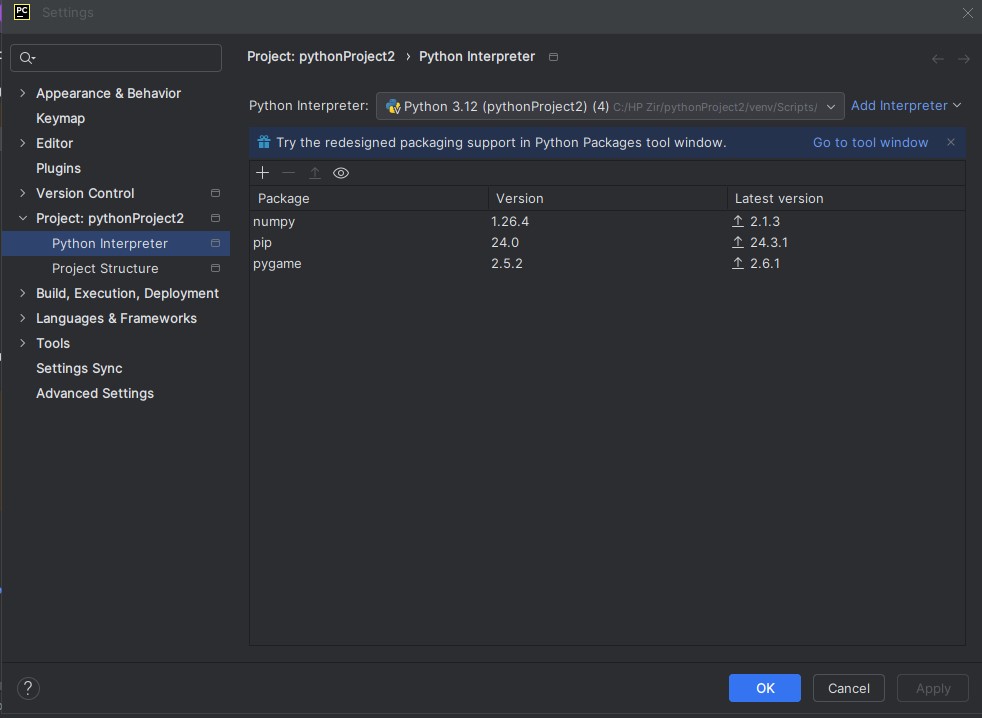 PC Settings
Project: pythonProject2 › Python Interpreter
Appearance & Behavior
Keymap
Editor
Plugins
Version Control
Project: pythonProject2
Python Interpreter
Project Structure
Build, Execution, Deployment
Languages & Frameworks
Tools
Settings Sync
Advanced Settings
Python Interpreter: Python 3.12 (pythonProject2) (4) C:/HP Zir/pythonProject2/venv/Scripts/ Add Interpreter
Try the redesigned packaging support in Python Packages tool window. Go to tool window
Package Version Latest version
numpy 1.26.4 2.1.3
pip 24.0 24.3.1
pygame 2.5.2 2.6.1
? OK Cancel Apply